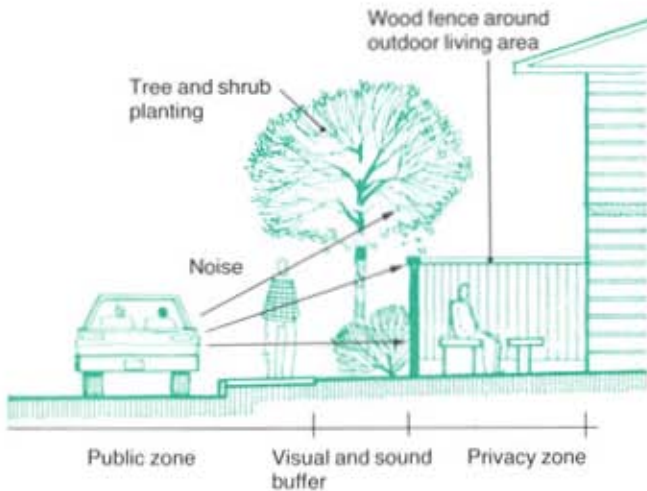 Wood fence around
outdoor living area
Tree and shrub
planting
Noise
Public zone
Visual and sound
buffer
Privacy zone